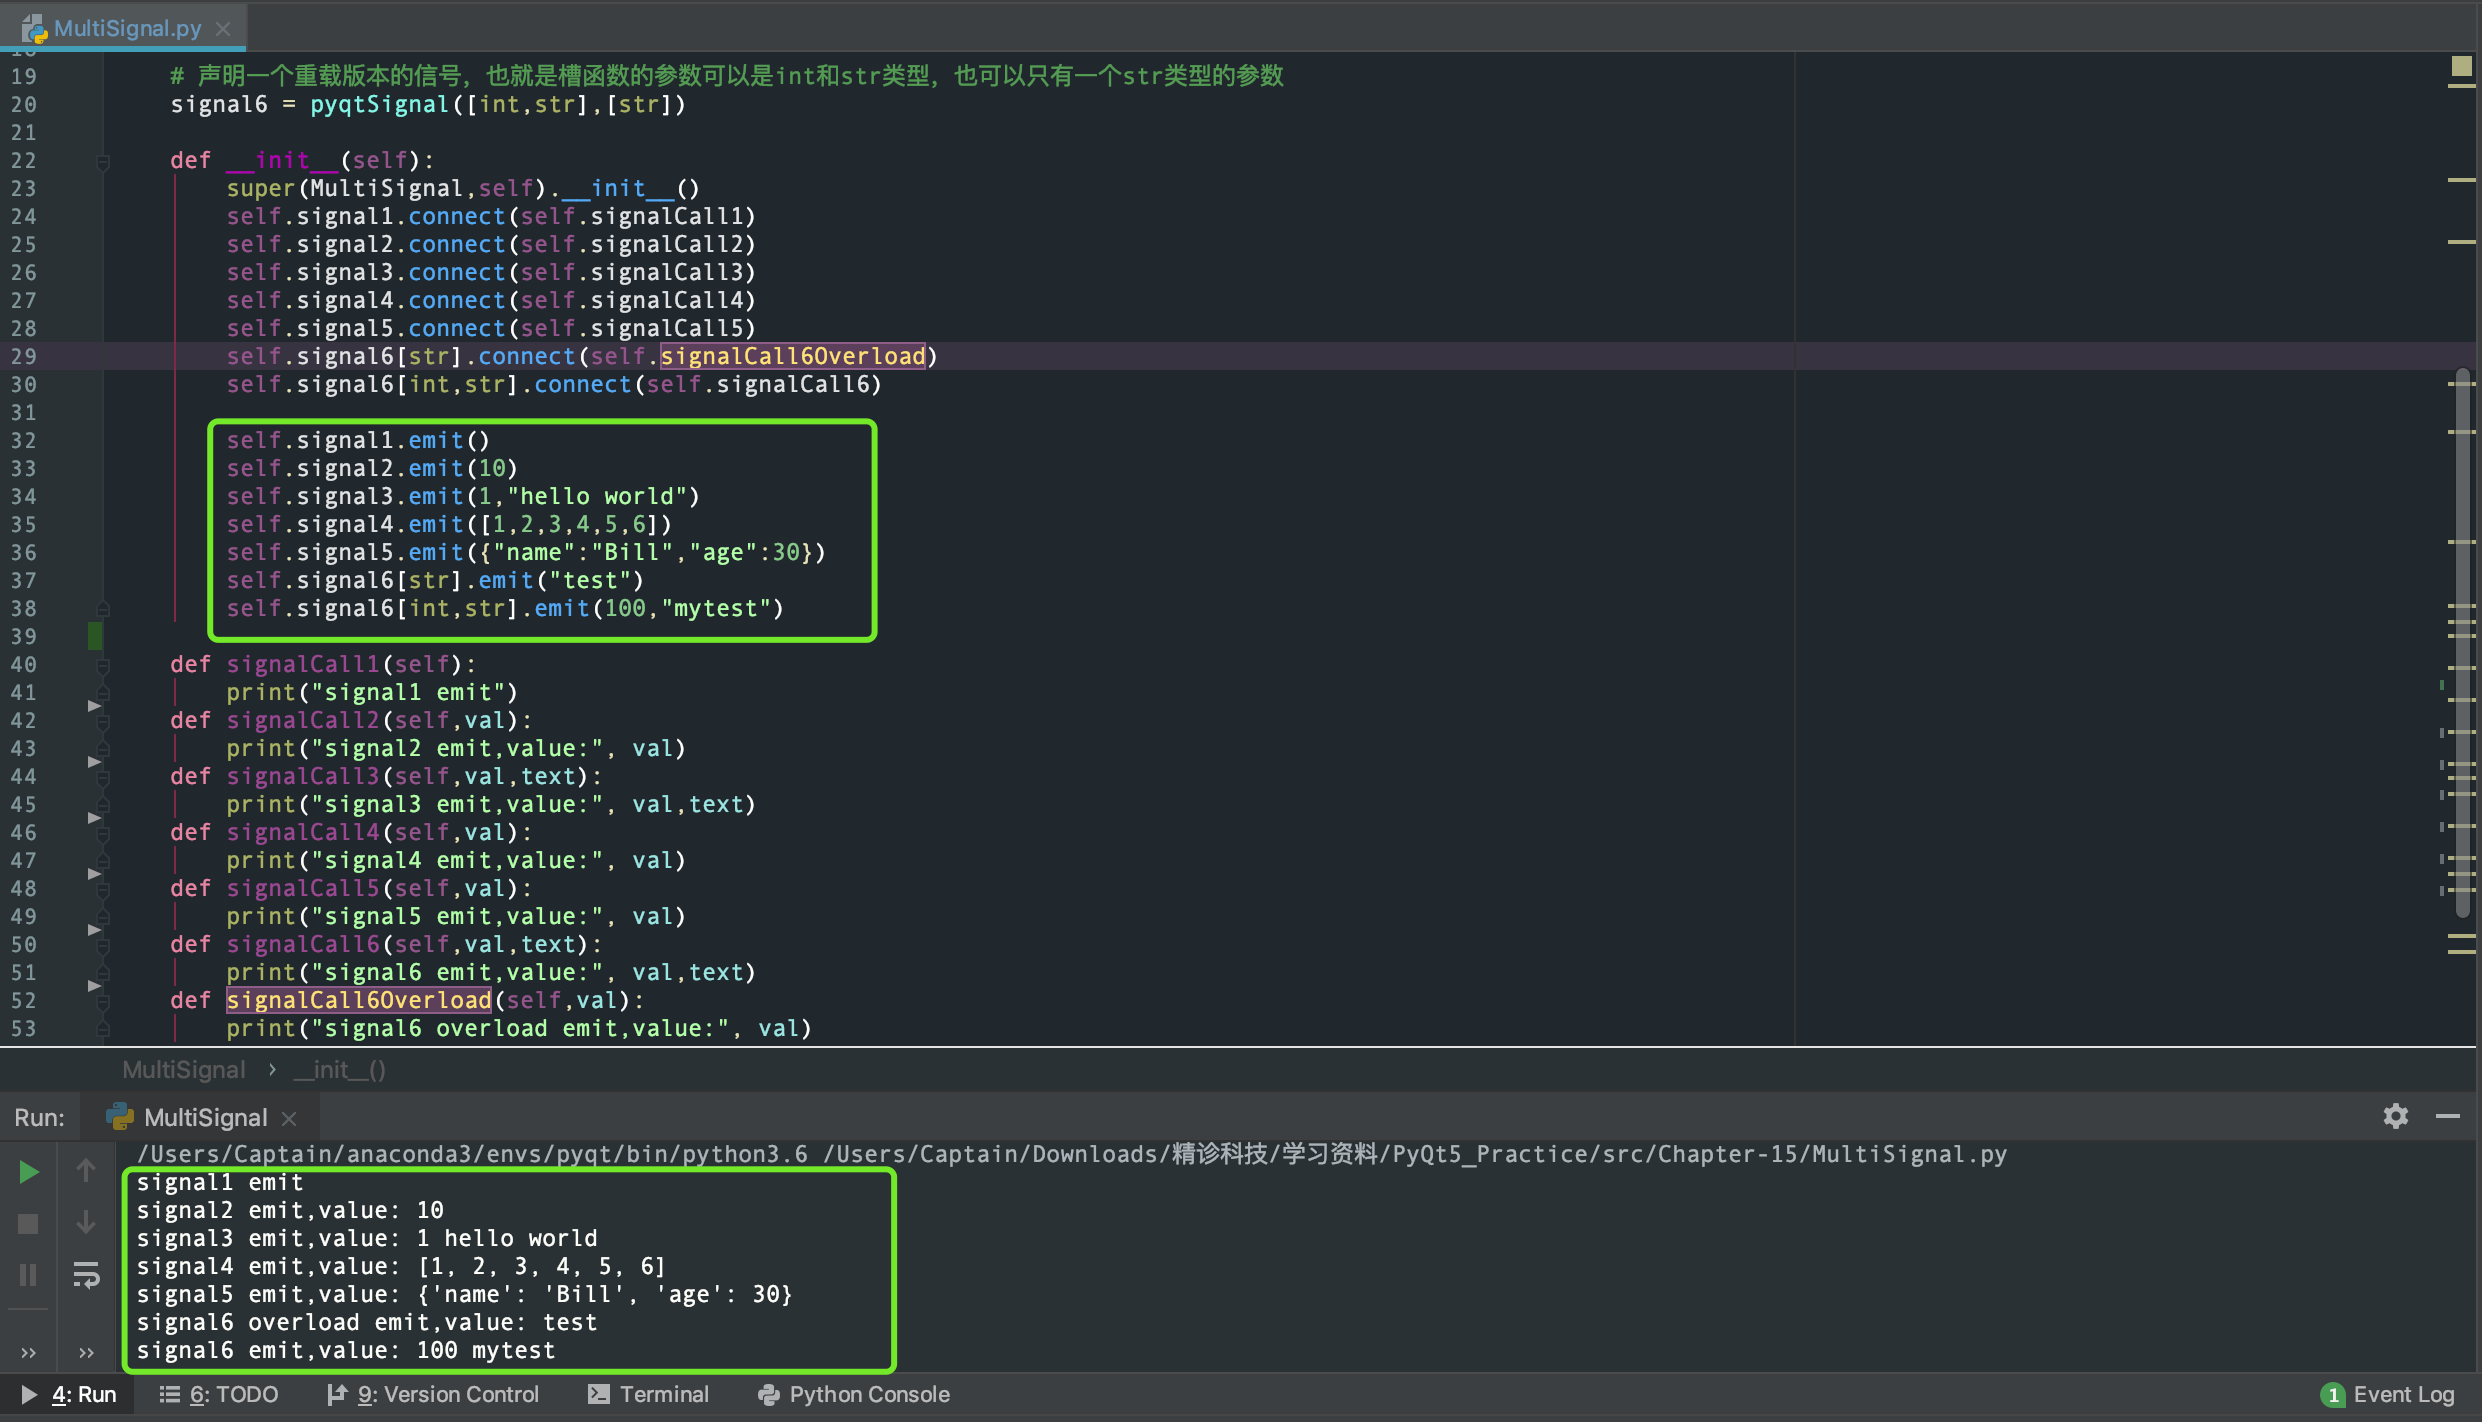 MultiSignal.py
19 # 声明一个重载版本的信号，也就是槽函数的参数可以是int和str类型，也可以只有一个str类型的参数
20 signal6 = pyqtSignal([int,str],[str])
21
22 def __init__(self):
23 super(MultiSignal,self).__init__()
24 self.signal1.connect(self.signalCall1)
25 self.signal2.connect(self.signalCall2)
26 self.signal3.connect(self.signalCall3)
27 self.signal4.connect(self.signalCall4)
28 self.signal5.connect(self.signalCall5)
29 self.signal6[str].connect(self.signalCall6Overload)
30 self.signal6[int,str].connect(self.signalCall6)
31
32 self.signal1.emit()
33 self.signal2.emit(10)
34 self.signal3.emit(1,"hello world")
35 self.signal4.emit([1,2,3,4,5,6])
36 self.signal5.emit({"name":"Bill","age":30})
37 self.signal6[str].emit("test")
38 self.signal6[int,str].emit(100,"mytest")
39
40 def signalCall1(self):
41 print("signal1 emit")
42 def signalCall2(self,val):
43 print("signal2 emit,value:", val)
44 def signalCall3(self,val,text):
45 print("signal3 emit,value:", val,text)
46 def signalCall4(self,val):
47 print("signal4 emit,value:", val)
48 def signalCall5(self,val):
49 print("signal5 emit,value:", val)
50 def signalCall6(self,val,text):
51 print("signal6 emit,value:", val,text)
52 def signalCall6Overload(self,val):
53 print("signal6 overload emit,value:", val)
MultiSignal › __init__()
Run: MultiSignal
/Users/Captain/anaconda3/envs/pyqt/bin/python3.6 /Users/Captain/Downloads/精诊科技/学习资料/PyQt5_Practice/src/Chapter-15/MultiSignal.py
signal1 emit
signal2 emit,value: 10
signal3 emit,value: 1 hello world
signal4 emit,value: [1, 2, 3, 4, 5, 6]
signal5 emit,value: {'name': 'Bill', 'age': 30}
signal6 overload emit,value: test
signal6 emit,value: 100 mytest
4: Run 6: TODO 9: Version Control Terminal Python Console 1 Event Log